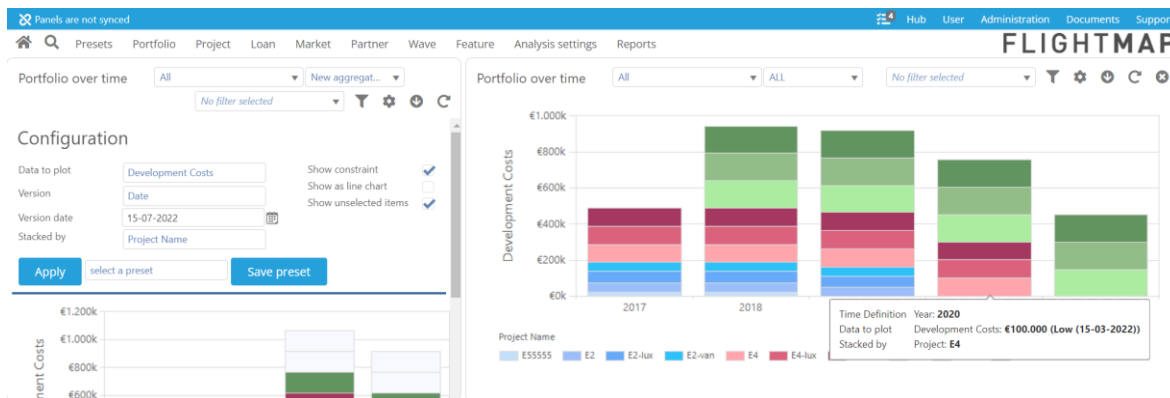 Panels are not synced
4 Hub User Administration Documents Support
Presets Portfolio Project Loan Market Partner Wave Feature Analysis settings Reports
FLIGHTMAP
Portfolio over time All New aggregat...
No filter selected
Configuration
Data to plot Development Costs
Version Date
Version date 15-07-2022
Stacked by Project Name
Show constraint
Show as line chart
Show unselected items
Apply select a preset Save preset
€1.200k
€1.000k
€800k
€600k
Portfolio over time All ALL No filter selected
€1.000k
€800k
€600k
€400k
€200k
€0k
Development Costs
2017 2018
Time Definition Year: 2020
Data to plot Development Costs: €100.000 (Low (15-03-2022))
Stacked by Project: E4
Project Name
E55555 E2 E2-lux E2-van E4 E4-lux